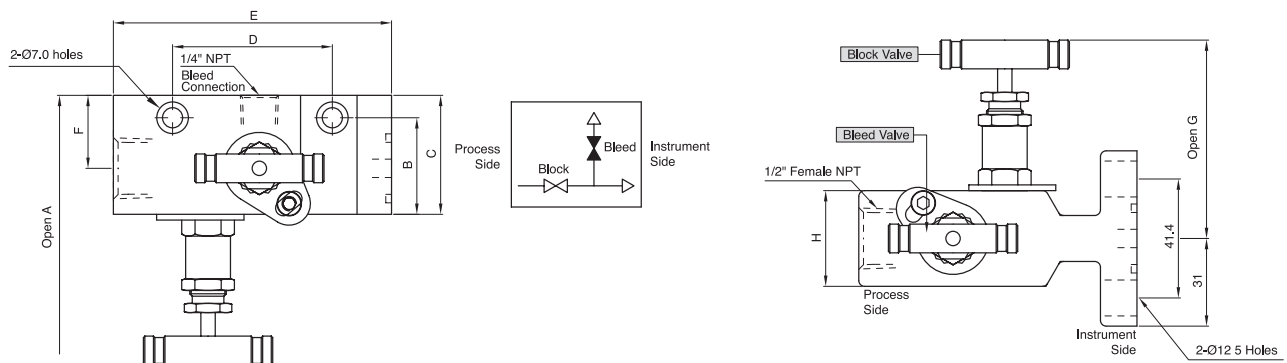 E
D
2-Ø7.0 holes
1/4" NPT
Bleed
Connection
F
B
C
Open A
Process
Side
Block
Bleed
Instrument
Side
Block Valve
Bleed Valve
1/2" Female NPT
H
Process
Side
Open G
41.4
31
Instrument
Side
2-Ø12 5 Holes